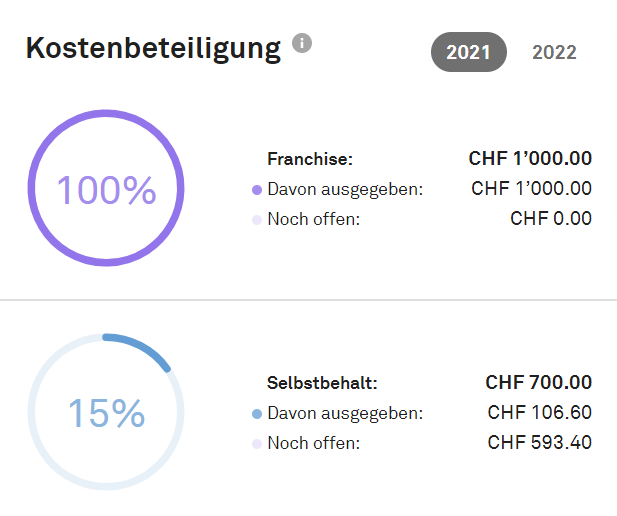 Kostenbeteiligung i
2021 2022
100%
Franchise: CHF 1’000.00
Davon ausgegeben: CHF 1’000.00
Noch offen: CHF 0.00
15%
Selbstbehalt: CHF 700.00
Davon ausgegeben: CHF 106.60
Noch offen: CHF 593.40